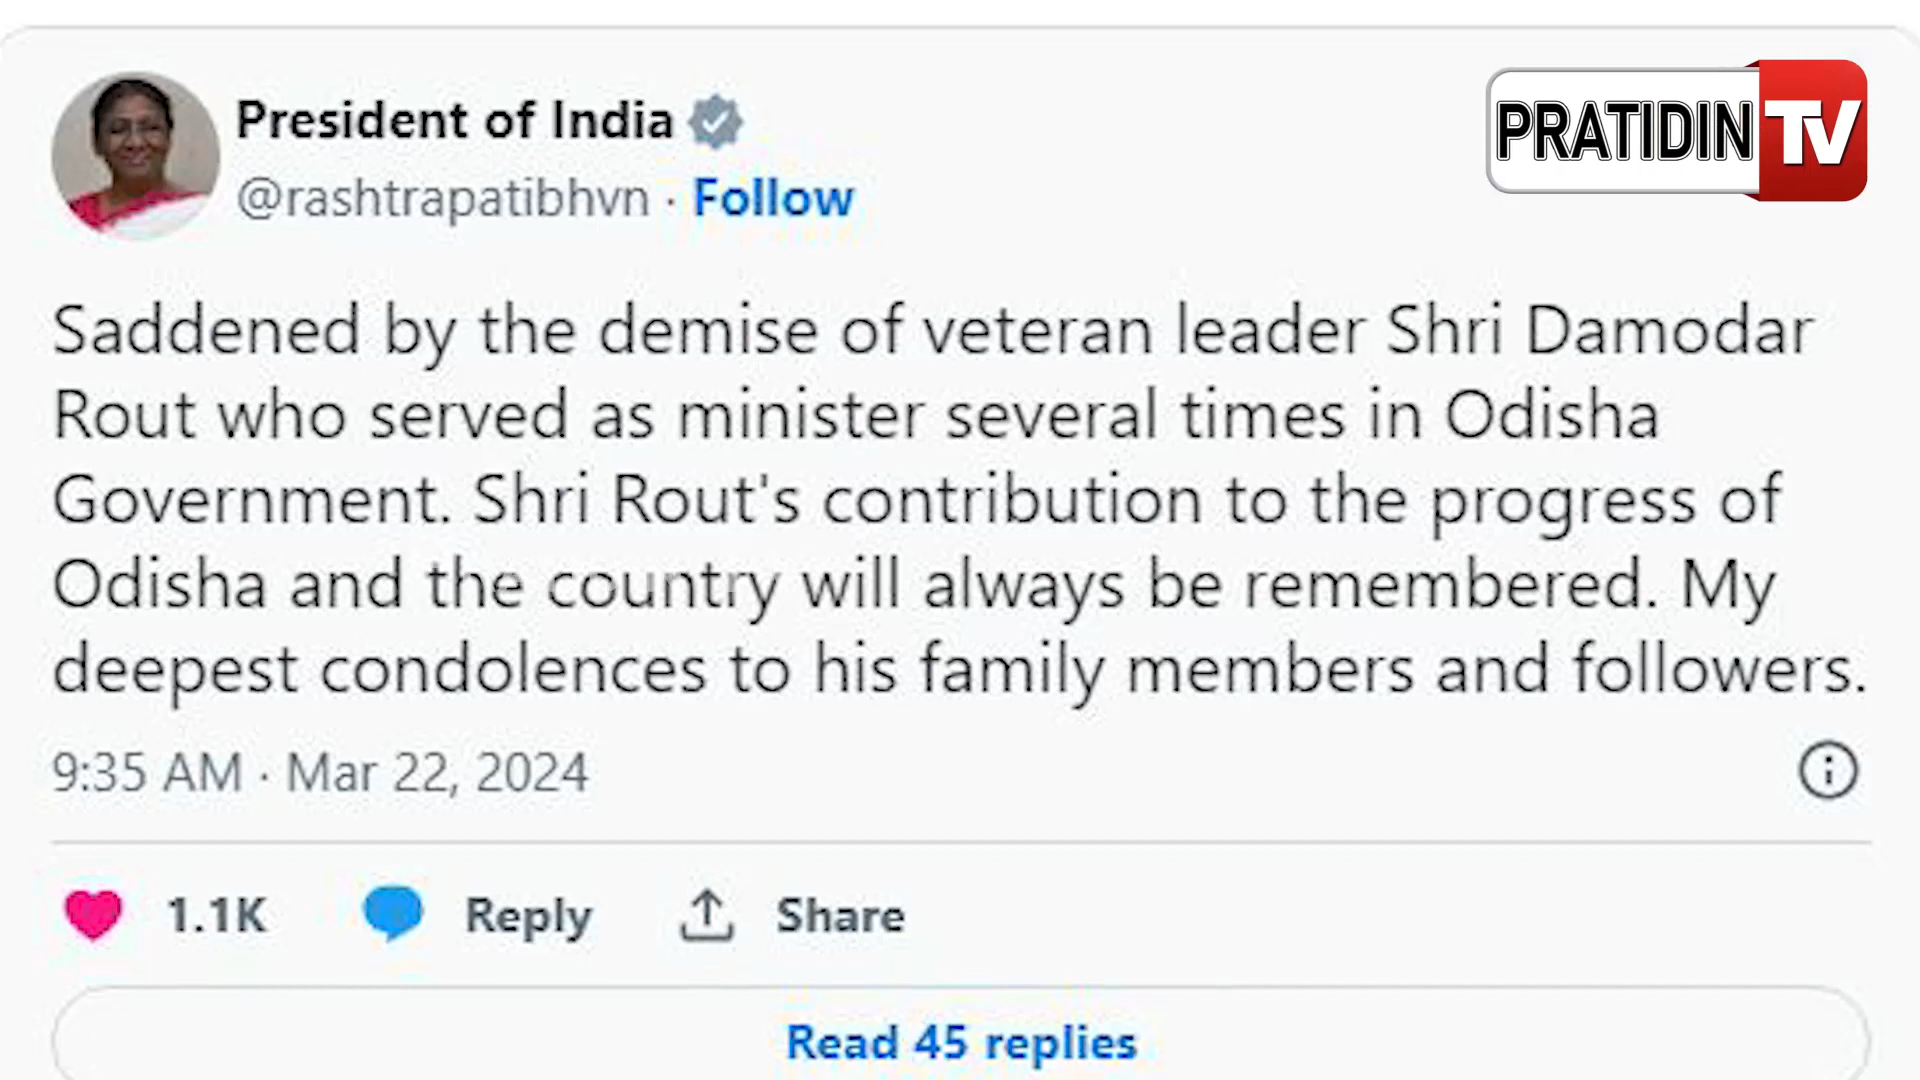 President of India
PRATIDIN TV
@rashtrapatibhvn · Follow
Saddened by the demise of veteran leader Shri Damodar
Rout who served as minister several times in Odisha
Government. Shri Rout's contribution to the progress of
Odisha and the country will always be remembered. My
deepest condolences to his family members and followers.
9:35 AM · Mar 22, 2024
1.1K Reply Share
Read 45 replies